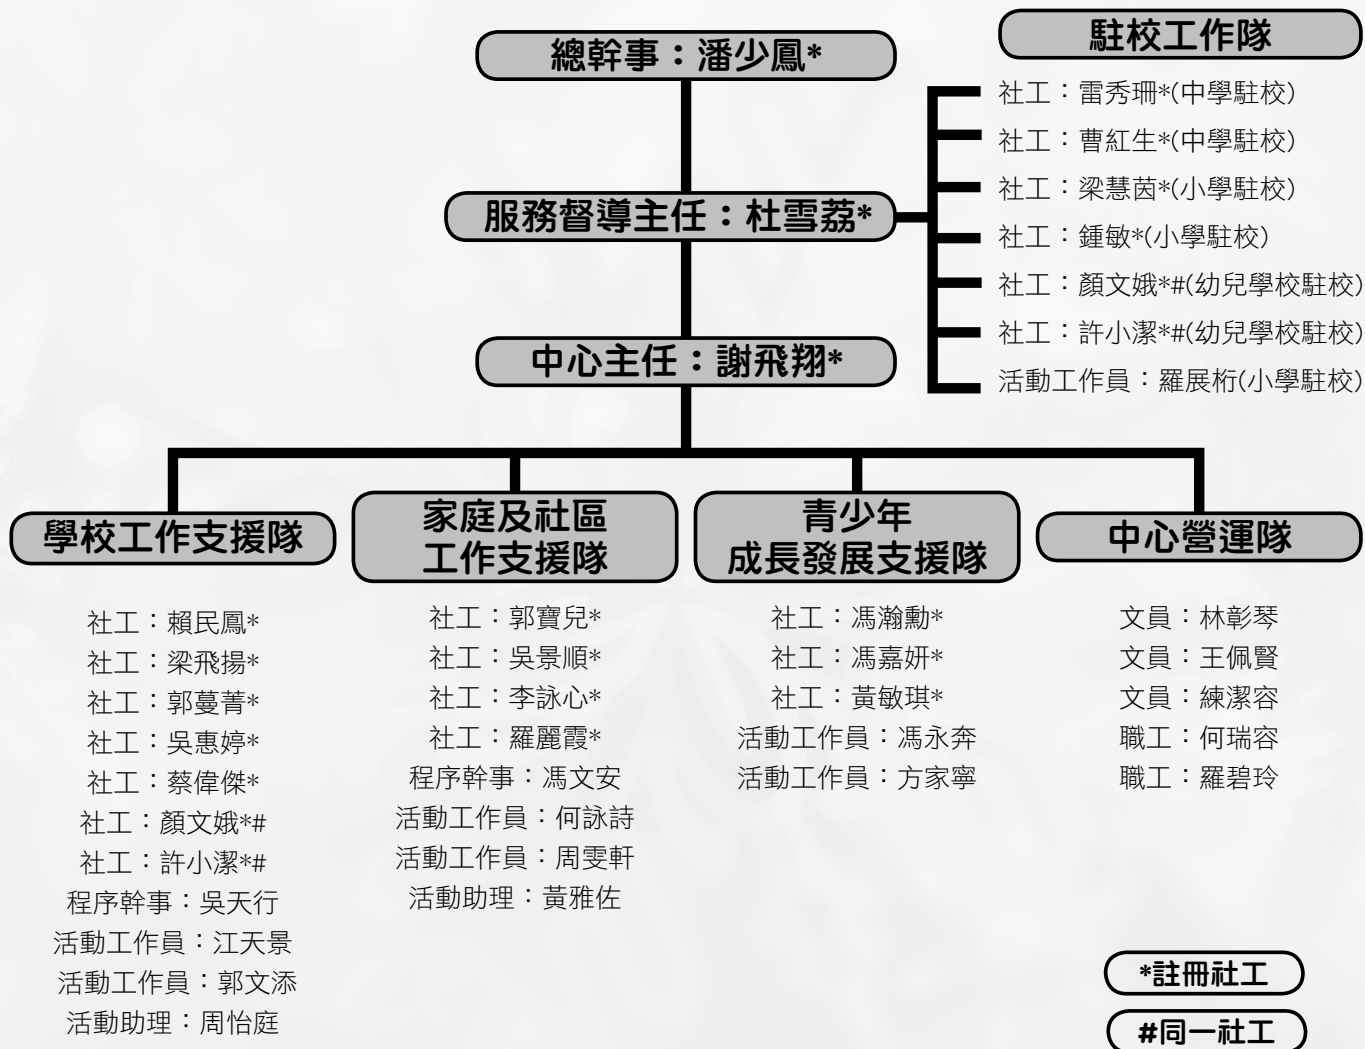 總幹事：潘少鳳*
服務督導主任：杜雪荔*
中心主任：謝飛翔*
駐校工作隊
社工：雷秀珊*(中學駐校)
社工：曹紅生*(中學駐校)
社工：梁慧茵*(小學駐校)
社工：鍾敏*(小學駐校)
社工：顏文娥*#(幼兒學校駐校)
社工：許小潔*#(幼兒學校駐校)
活動工作員：羅展桁(小學駐校)
學校工作支援隊
社工：賴民鳳*
社工：梁飛揚*
社工：郭蔓菁*
社工：吳惠婷*
社工：蔡偉傑*
社工：顏文娥*#
社工：許小潔*#
程序幹事：吳天行
活動工作員：江天景
活動工作員：郭文添
活動助理：周怡庭
家庭及社區
工作支援隊
社工：郭寶兒*
社工：吳景順*
社工：李詠心*
社工：羅麗霞*
程序幹事：馮文安
活動工作員：何詠詩
活動工作員：周雯軒
活動助理：黃雅佐
青少年
成長發展支援隊
社工：馮瀚勳*
社工：馮嘉妍*
社工：黃敏琪*
活動工作員：馮永奔
活動工作員：方家寧
中心營運隊
文員：林彰琴
文員：王佩賢
文員：練潔容
職工：何瑞容
職工：羅碧玲
*註冊社工
#同一社工